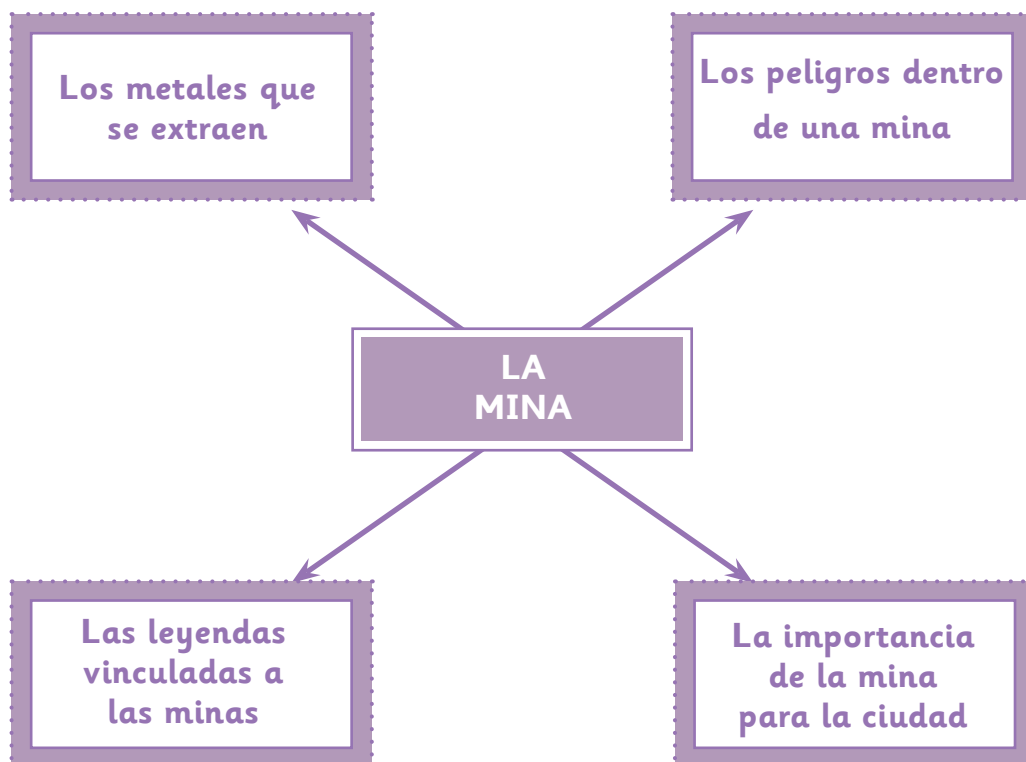 Los metales que
se extraen
Los peligros dentro
de una mina
LA
MINA
Las leyendas
vinculadas a
las minas
La importancia
de la mina
para la ciudad